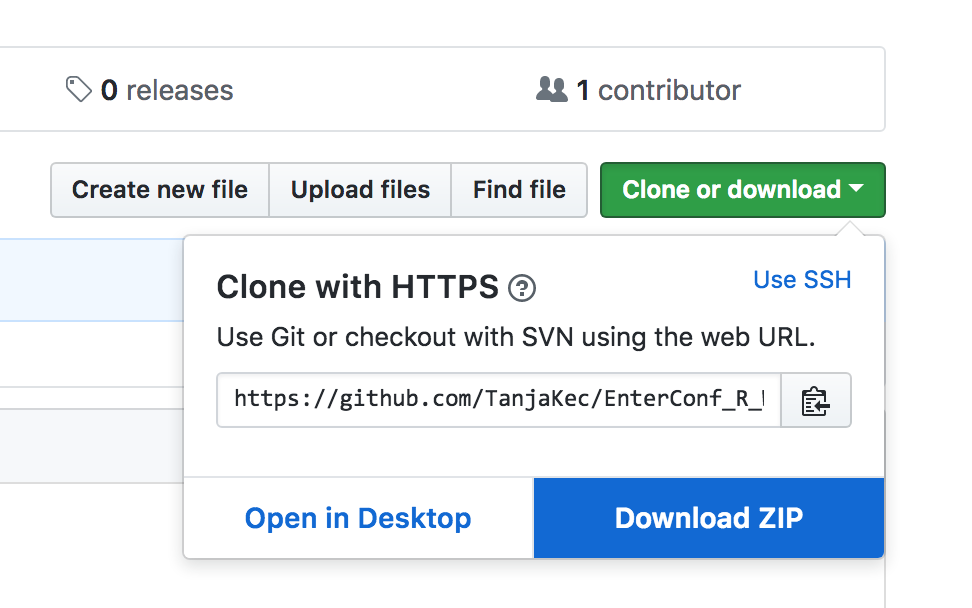 0 releases
1 contributor
Create new file
Upload files
Find file
Clone or download
Clone with HTTPS ?
Use SSH
Use Git or checkout with SVN using the web URL.
https://github.com/TanjaKec/EnterConf_R_
Open in Desktop
Download ZIP